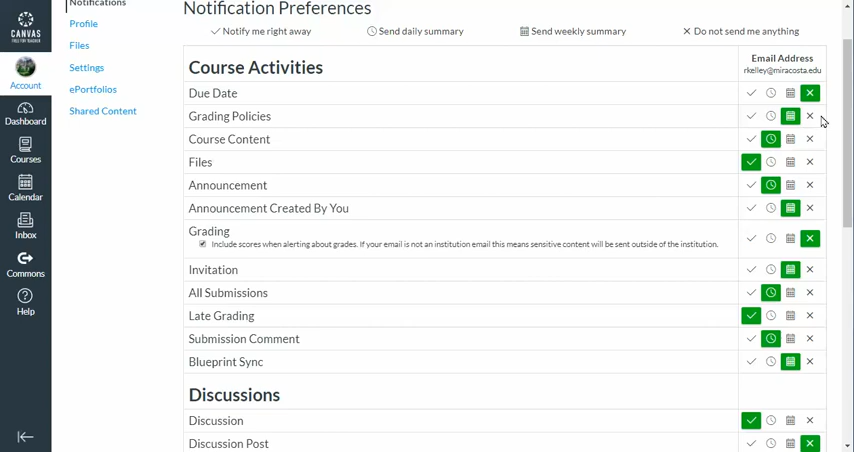 Notifications
Notification Preferences
CANVAS
Profile
Notify me right away
Send daily summary
Send weekly summary
Do not send me anything
Files
Email Address
Course Activities
rkelley@miracosta.edu
Settings
Account
ePortfolios
Due Date
Shared Content
Grading Policies
Dashboard
Course Content
Courses
Files
Announcement
Calendar
Announcement Created By You
Inbox
Grading
Include scores when alerting about grades. If your email is not an institution email this means sensitive content will be sent outside of the institution.
Commons
Invitation
All Submissions
Help
Late Grading
Submission Comment
Blueprint Sync
Discussions
Discussion
Discussion Post